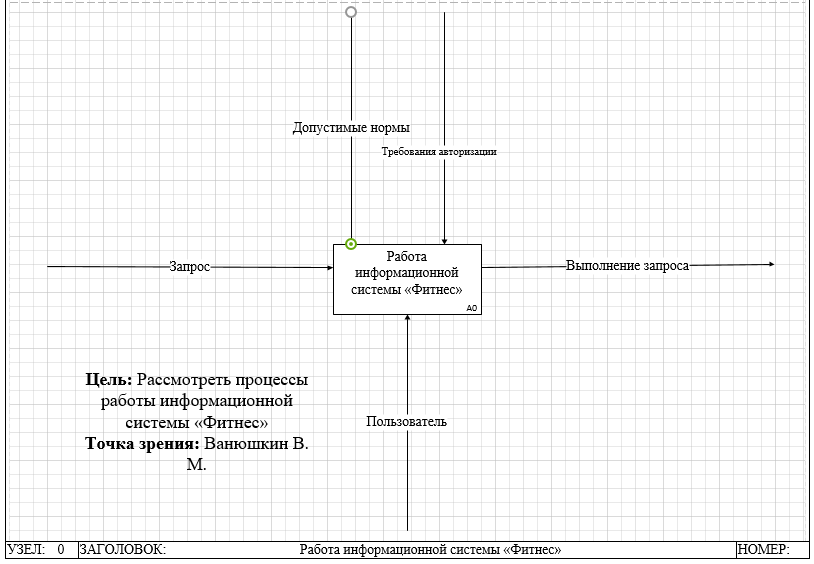 Допустимые нормы
Требования авторизации
Работа
информационной
системы «Фитнес»
A0
Запрос
Выполнение запроса
Цель: Рассмотреть процессы
работы информационной
системы «Фитнес»
Точка зрения: Ванюшкин В.
М.
Пользователь
УЗЕЛ: 0 ЗАГОЛОВОК: Работа информационной системы «Фитнес» НОМЕР: